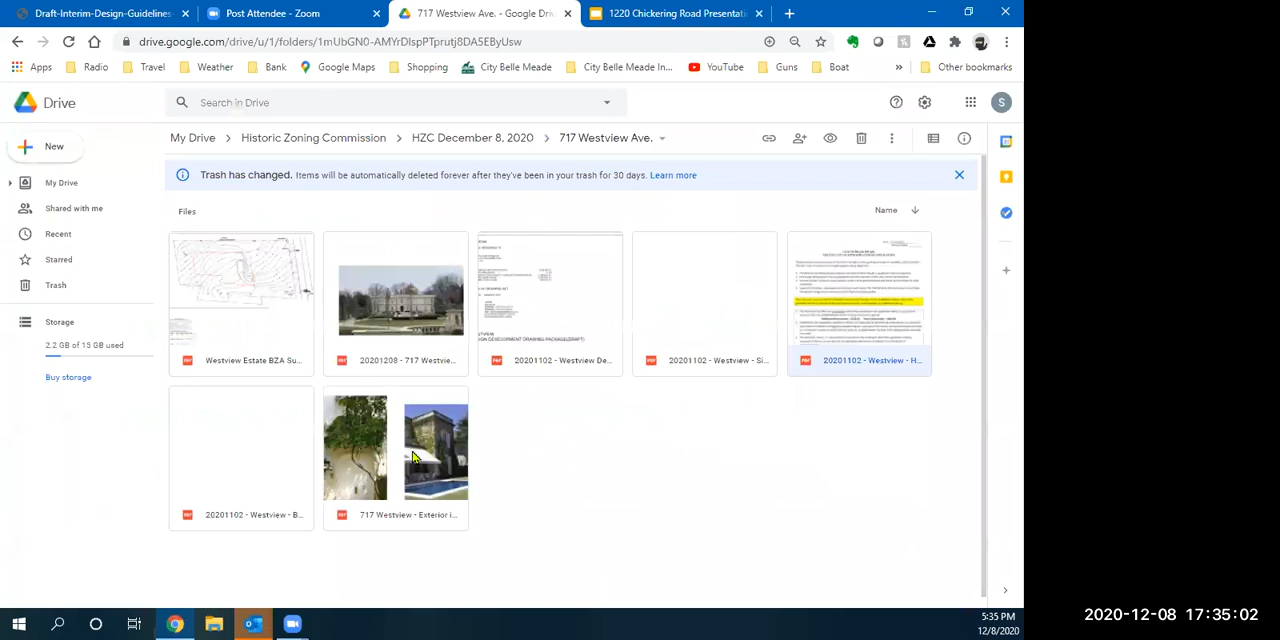 Draft-Interim-Design-Guidelines-
Post Attendee - Zoom
717 Westview Ave. - Google Driv
1220 Chickering Road Presentati
drive.google.com/drive/u/1/folders/1mUbGN0-AMYrDIspPTprutj8DA5EByUsw
Apps
Radio
Travel
Weather
Bank
Google Maps
Shopping
City Belle Meade
City Belle Meade In...
YouTube
Guns
Boat
»
Other bookmarks
Drive
Search in Drive
S
New
My Drive > Historic Zoning Commission > HZC December 8, 2020 > 717 Westview Ave.
Trash has changed. Items will be automatically deleted forever after they've been in your trash for 30 days. Learn more
My Drive
Shared with me
Recent
Starred
Trash
Storage
2.2 GB of 15 GB used
Buy storage
Files
Name
Westview Estate BZA Su...
20201208 - 717 Westvie...
20201102 - Westview De...
20201102 - Westview - Si...
20201102 - Westview - H...
20201102 - Westview - B...
717 Westview - Exterior i...
5:35 PM
12/8/2020
2020-12-08 17:35:02